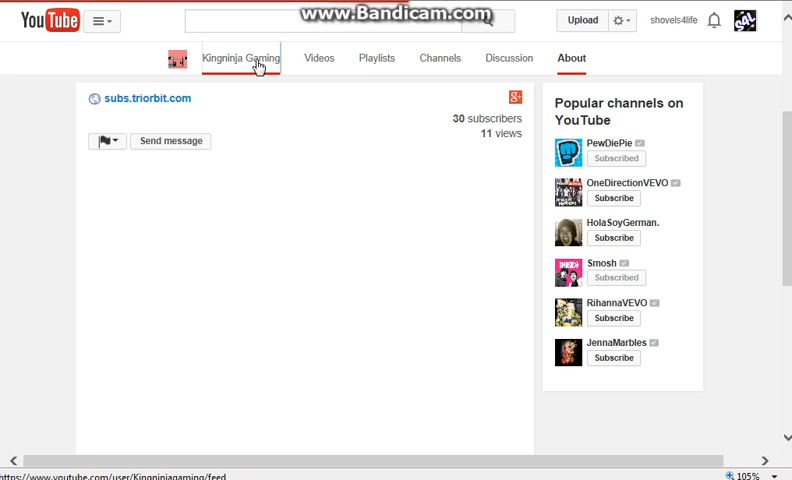 www.Bandicam.com
YouTube
Upload
shovels4life
SAL
Kingninja Gaming
Videos
Playlists
Channels
Discussion
About
subs.triorbit.com
30 subscribers
11 views
Send message
Popular channels on
YouTube
PewDiePie
Subscribed
OneDirectionVEVO
Subscribe
HolaSoyGerman.
Subscribe
Smosh
Subscribed
RihannaVEVO
Subscribe
JennaMarbles
Subscribe
https://www.youtube.com/user/Kingninjagaming/feed
105%